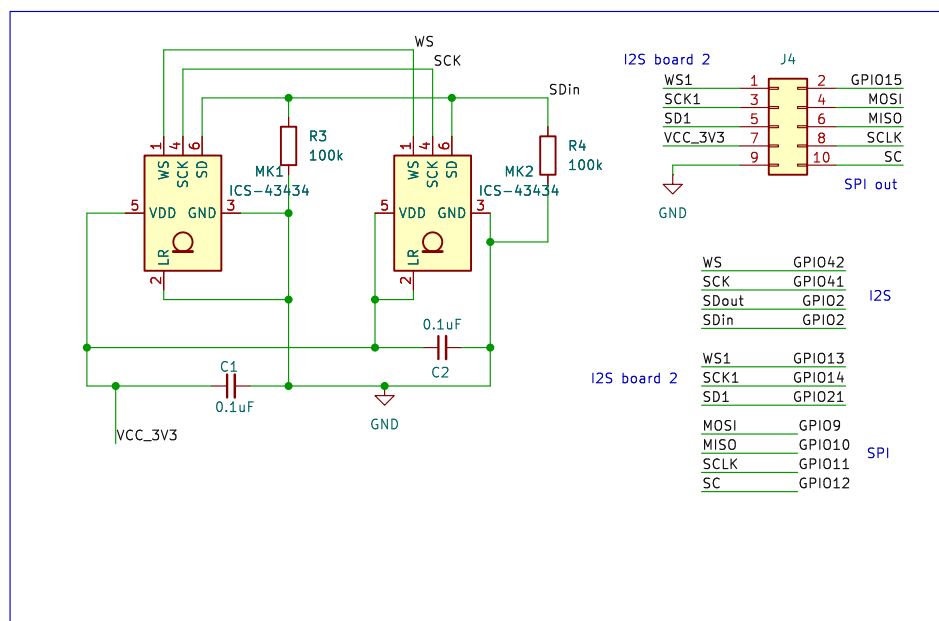 WS
SCK
SDin
R3
100k
R4
100k
MK1
ICS-43434
MK2
ICS-43434
1
4
6
WS
SCK
SD
5
VDD
GND
3
LR
2
1
4
6
WS
SCK
SD
5
VDD
GND
3
LR
2
0.1uF
C2
C1
0.1uF
GND
VCC_3V3
I2S board 2
J4
WS1
1
2
GPIO15
SCK1
3
4
MOSI
SD1
5
6
MISO
VCC_3V3
7
8
SCLK
9
10
SC
SPI out
GND
WS GPIO42
SCK GPIO41
SDout GPIO2
SDin GPIO2
I2S
I2S board 2
WS1 GPIO13
SCK1 GPIO14
SD1 GPIO21
MOSI GPIO9
MISO GPIO10
SCLK GPIO11
SC GPIO12
SPI